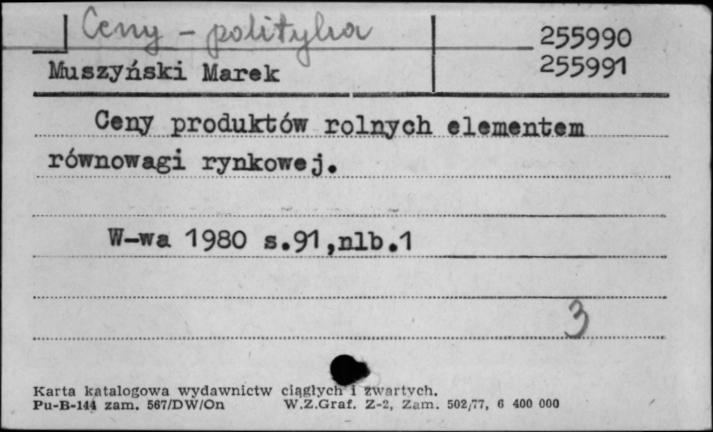 Ceny - polityka
255990
Muszyński Marek
255991
Ceny produktów rolnych elementem
równowagi rynkowej.
W-wa 1980 s.91,nlb.1
3
Karta katalogowa wydawnictw ciągłych i zwartych.
Pu-B-144 zam. 567/DW/On W.Z.Graf. Z-2, Zam. 502/77, 6 400 000